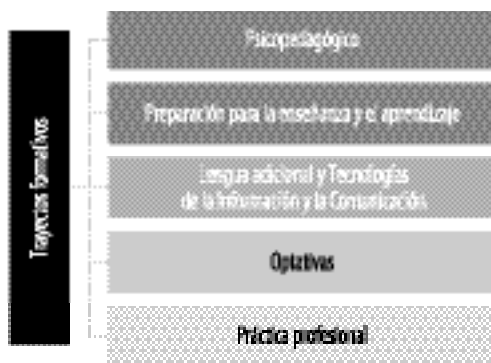 Trayectos formativos
Psicopedagógico
Preparación para la enseñanza y el aprendizaje
Lengua adicional y Tecnologías
de la Información y la Comunicación
Optativas
Práctica profesional